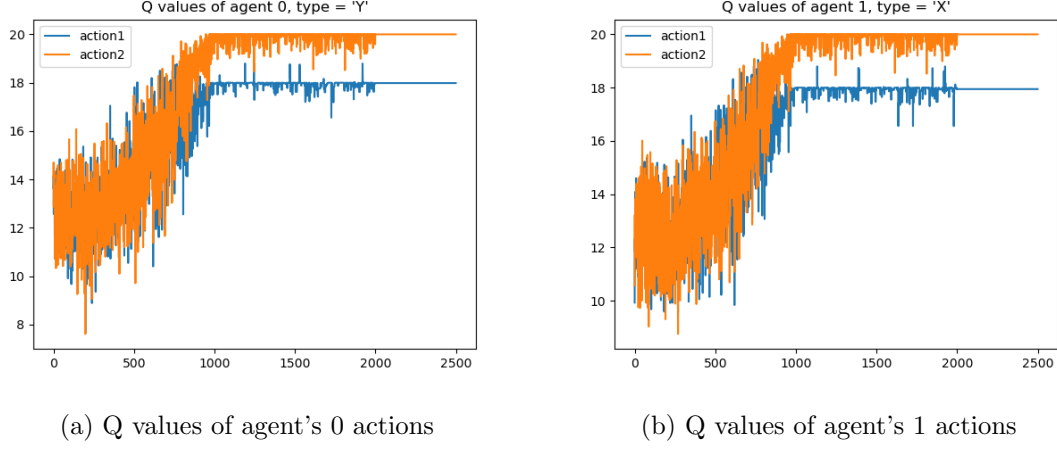 Q values of agent 0, type = 'Y'
action1
action2
20
18
16
14
12
10
8
0 500 1000 1500 2000 2500
(a) Q values of agent's 0 actions
Q values of agent 1, type = 'X'
action1
action2
20
18
16
14
12
10
0 500 1000 1500 2000 2500
(b) Q values of agent's 1 actions